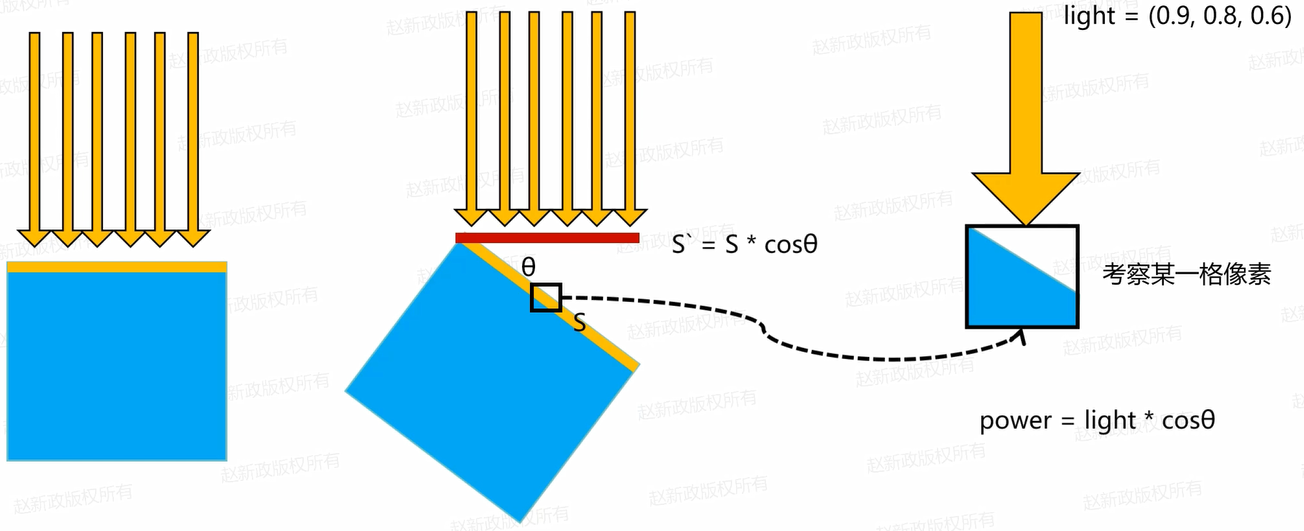 light = (0.9, 0.8, 0.6)
S` = S * cosθ
θ
考察某一格像素
S
power = light * cosθ
赵新政版权所有